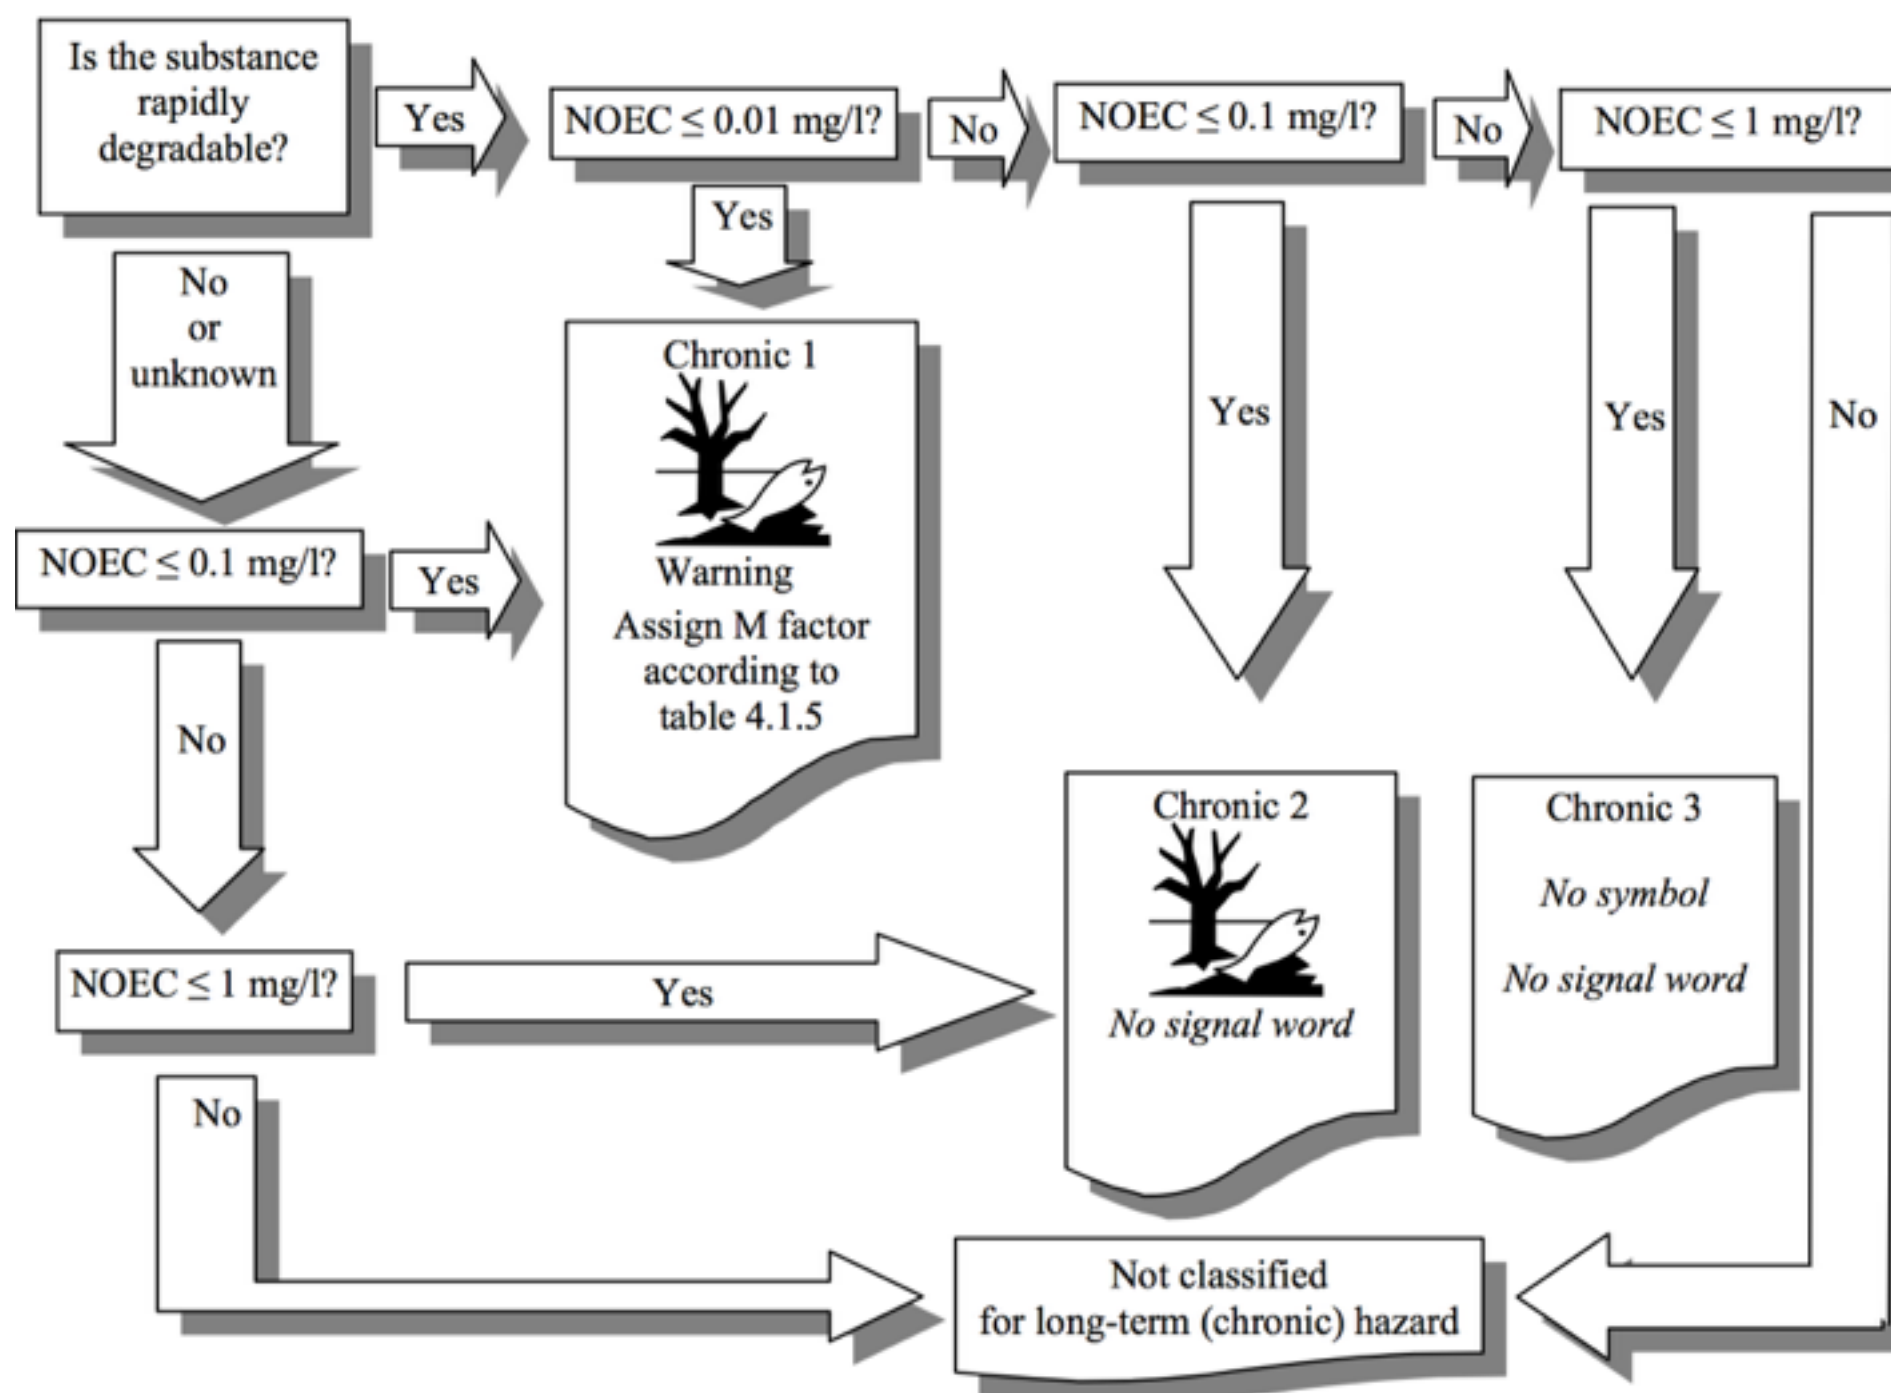 Is the substance
rapidly
degradable?
Yes
NOEC ≤ 0.01 mg/l?
No
NOEC ≤ 0.1 mg/l?
No
NOEC ≤ 1 mg/l?
No
or
unknown
Yes
Yes
Yes
No
Chronic 1
Warning
Assign M factor
according to
table 4.1.5
NOEC ≤ 0.1 mg/l?
Yes
No
Chronic 2
No signal word
Chronic 3
No symbol
No signal word
NOEC ≤ 1 mg/l?
Yes
No
Not classified
for long-term (chronic) hazard